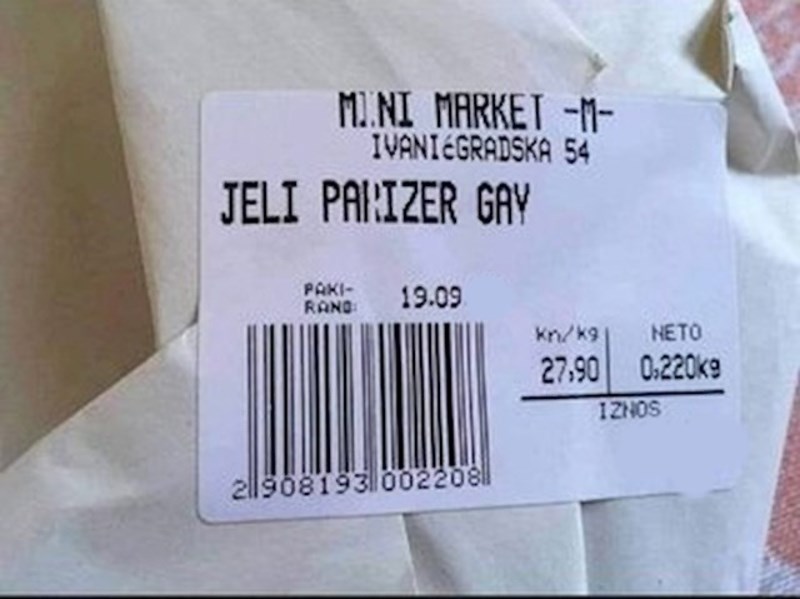 MINI MARKET -M-
IVANIćGRADSKA 54
JELI PARIZER GAY
PAKI-
RANO: 19.09
kn/kg NETO
27,90 0,220kg
IZNOS
2 908193 002208